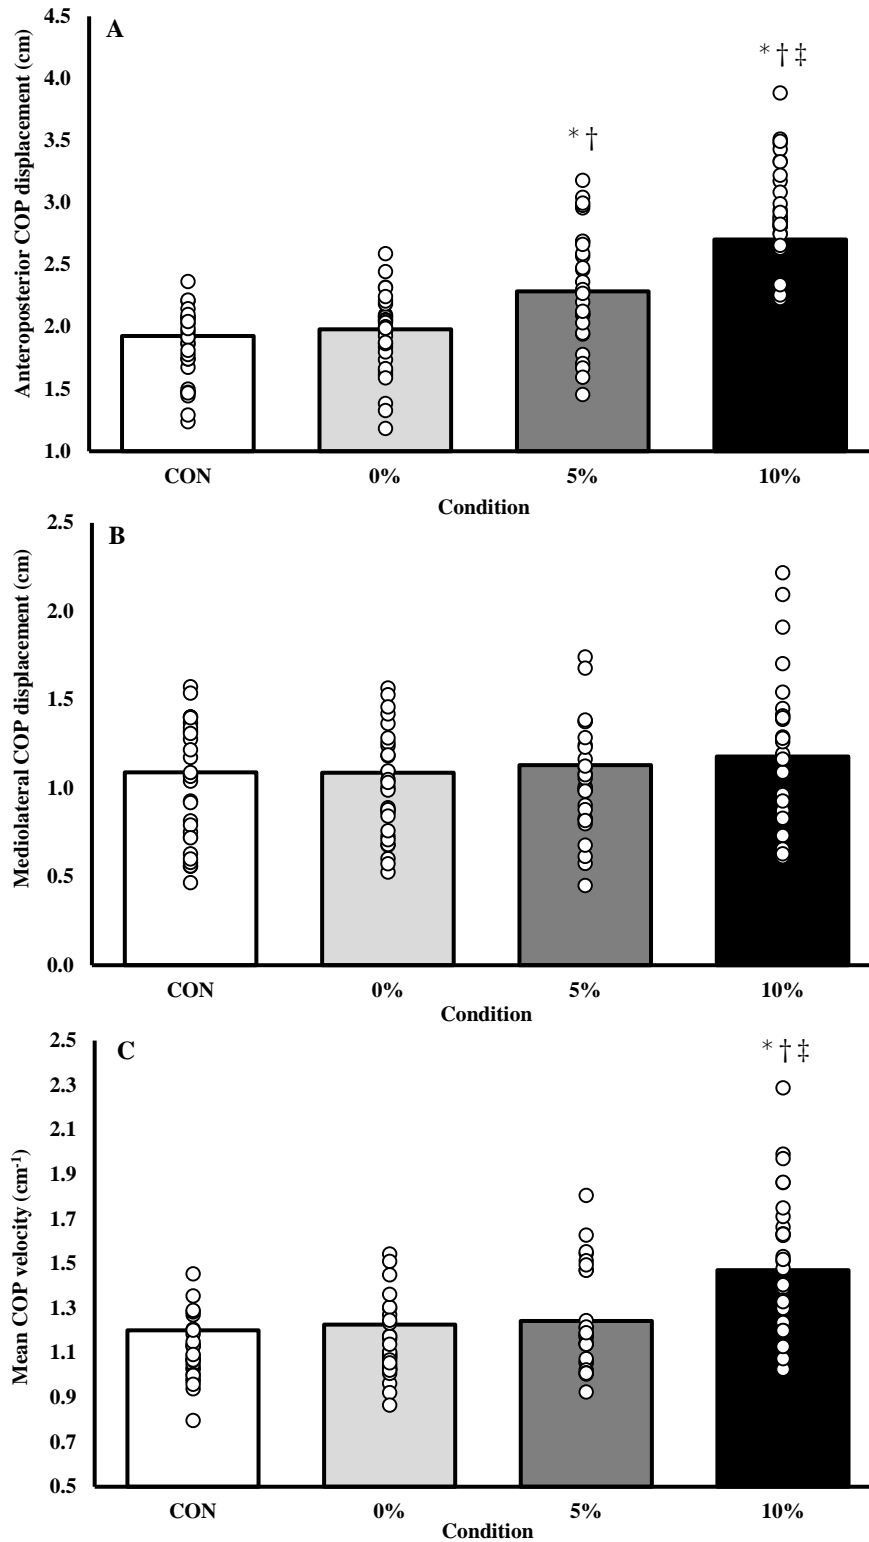 A
Anteroposterior COP displacement (cm)
4.5
4.0
3.5
3.0
2.5
2.0
1.5
1.0
* †
* † ‡
CON 0% 5% 10%
Condition
B
Mediolateral COP displacement (cm)
2.5
2.0
1.5
1.0
0.5
0.0
CON 0% 5% 10%
Condition
C
Mean COP velocity (cm-1)
2.5
2.3
2.1
1.9
1.7
1.5
1.3
1.1
0.9
0.7
0.5
* † ‡
CON 0% 5% 10%
Condition